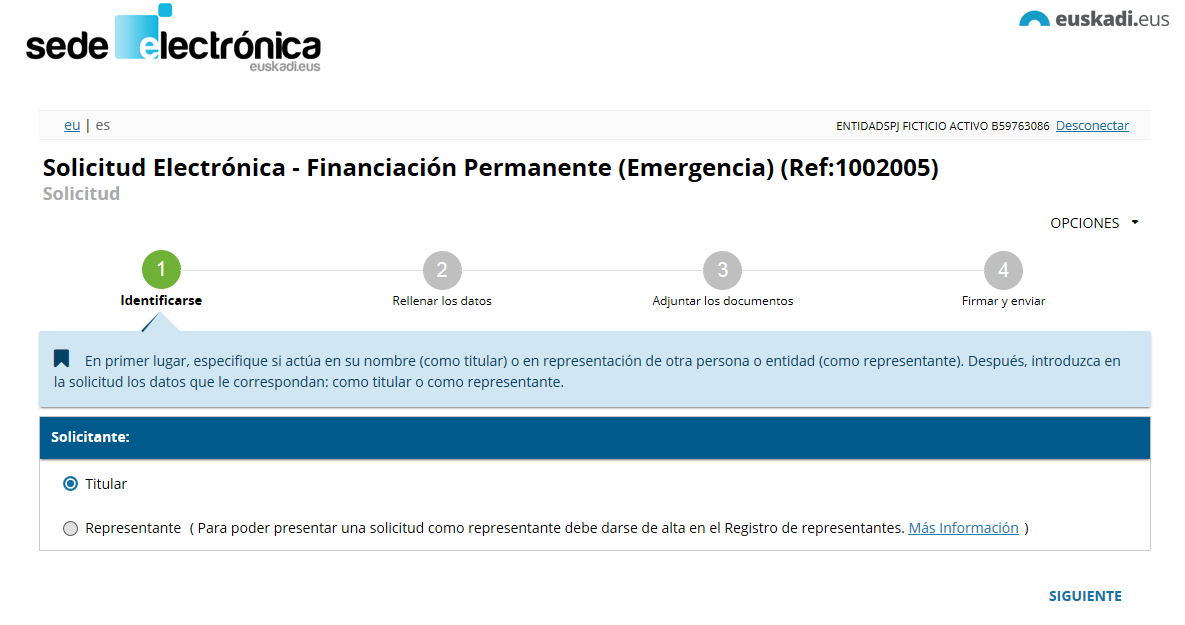 sede electrónica
euskadi.eus
euskadi.eus
eu | es
ENTIDADSPJ FICTICIO ACTIVO B59763086 Desconectar
Solicitud Electrónica - Financiación Permanente (Emergencia) (Ref:1002005)
Solicitud
OPCIONES
1 2 3 4
Identificarse Rellenar los datos Adjuntar los documentos Firmar y enviar
En primer lugar, especifique si actúa en su nombre (como titular) o en representación de otra persona o entidad (como representante). Después, introduzca en
la solicitud los datos que le correspondan: como titular o como representante.
Solicitante:
Titular
Representante ( Para poder presentar una solicitud como representante debe darse de alta en el Registro de representantes. Más Información )
SIGUIENTE